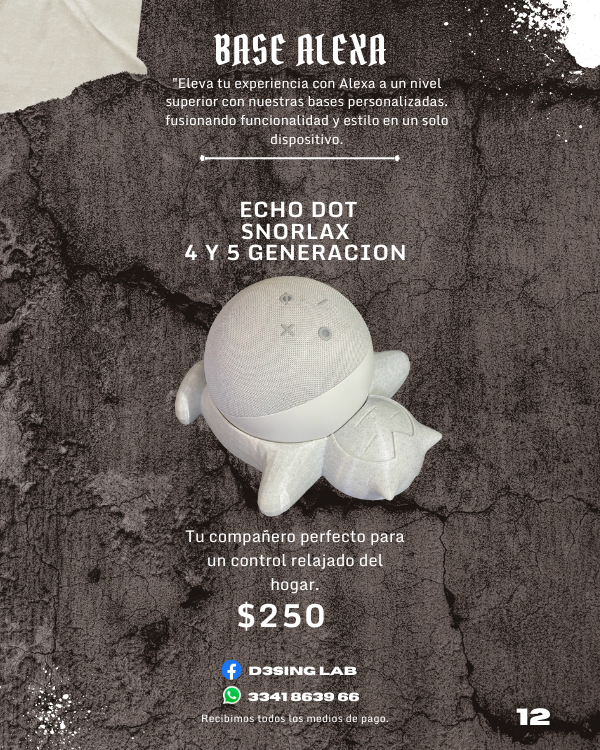 BASE ALEXA
"Eleva tu experiencia con Alexa a un nivel
superior con nuestras bases personalizadas.
fusionando funcionalidad y estilo en un solo
dispositivo.
ECHO DOT
SNORLAX
4 Y 5 GENERACION
Tu compañero perfecto para
un control relajado del
hogar.
$250
D3SING LAB
3341 8639 66
Recibimos todos los medios de pago.
12